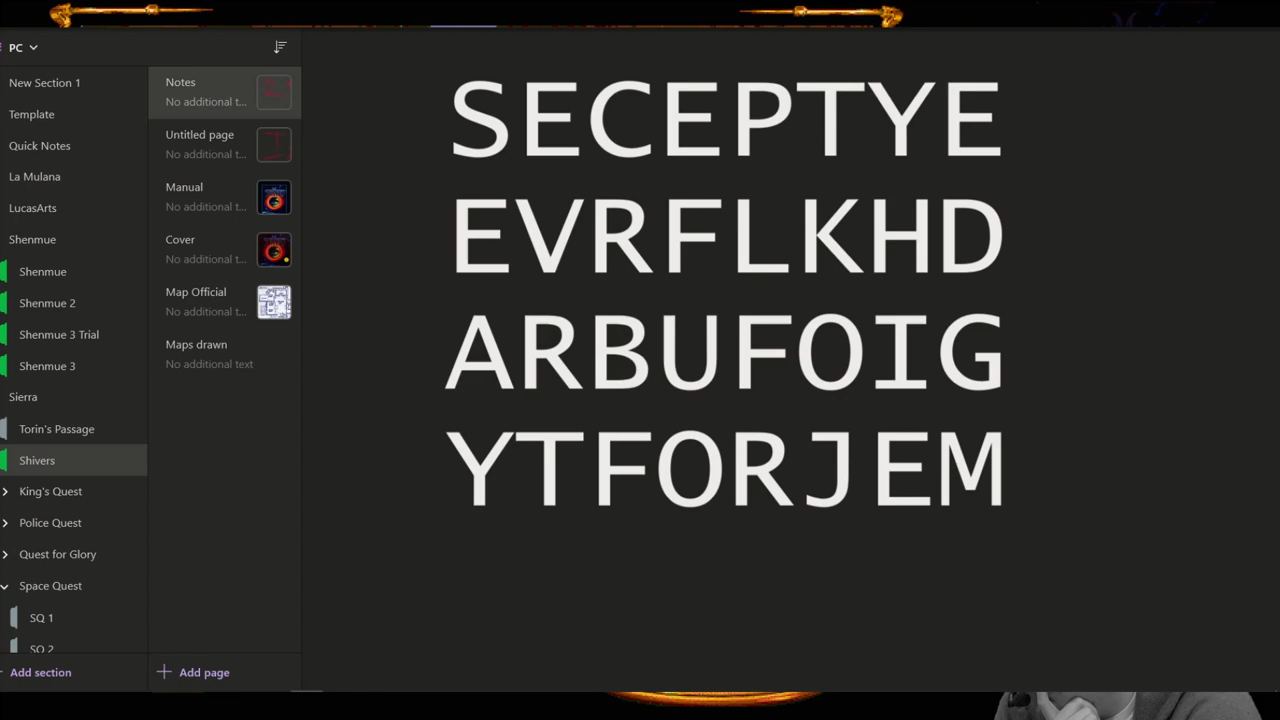 PC
New Section 1
Template
Quick Notes
La Mulana
LucasArts
Shenmue
Shenmue
Shenmue 2
Shenmue 3 Trial
Shenmue 3
Sierra
Torin's Passage
Shivers
King's Quest
Police Quest
Quest for Glory
Space Quest
SQ 1
SQ 2
Add section
Notes
No additional t...
Untitled page
No additional t...
Manual
No additional t...
Cover
No additional t...
Map Official
No additional t...
Maps drawn
No additional text
Add page
SECEPTYE
EVRFLKHD
ARBUFOIG
YTFORJEM